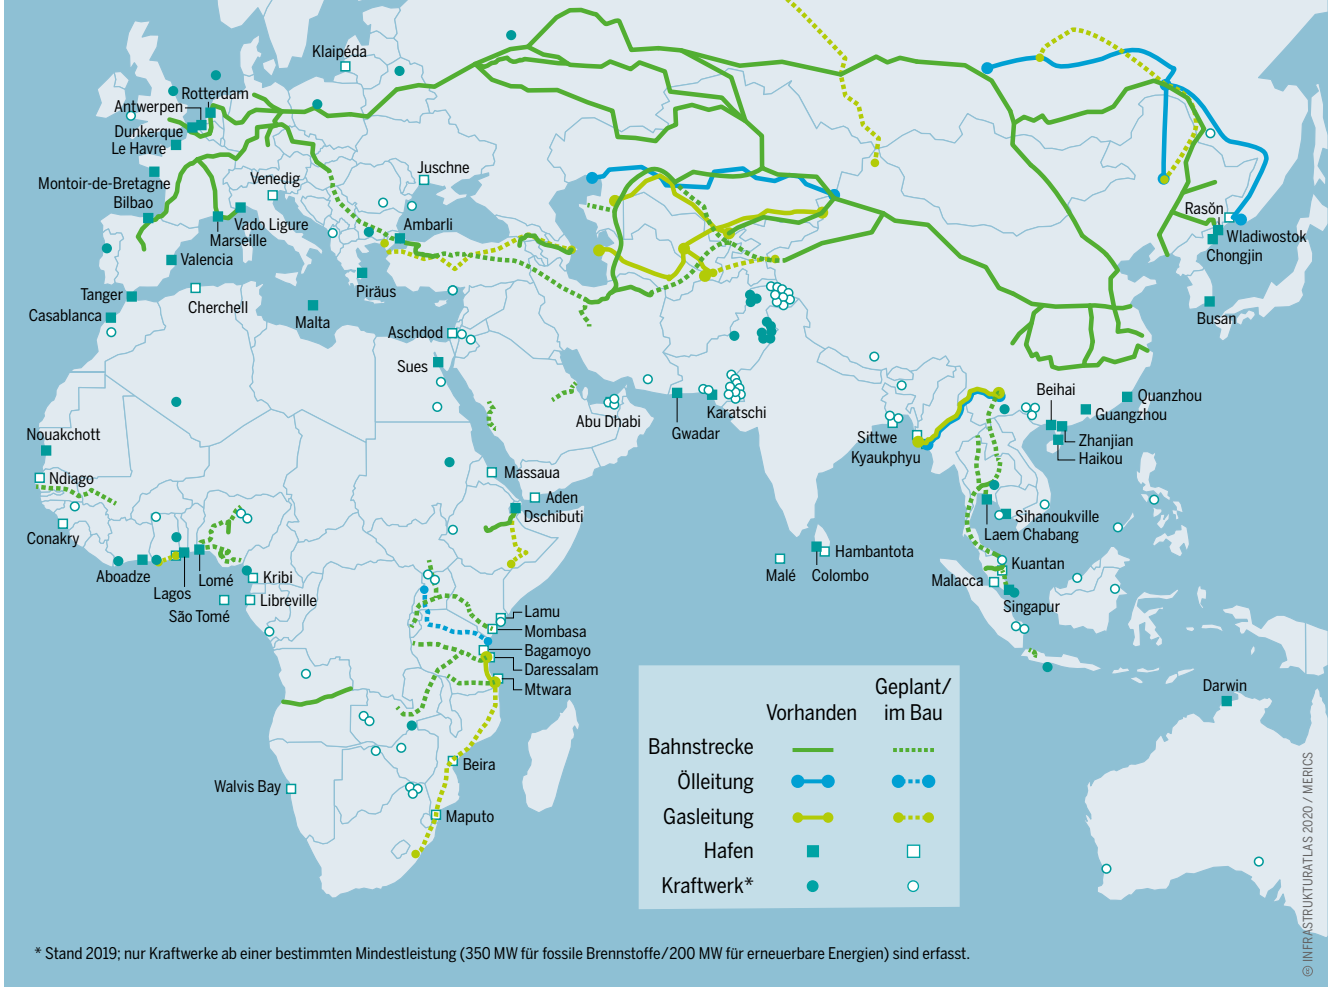 Klaipéda
Rotterdam
Antwerpen
Dunkerque
Le Havre
Montoir-de-Bretagne
Bilbao
Venedig
Juschne
Vado Ligure
Marseille
Ambarli
Valencia
Piräus
Tanger
Casablanca
Cherchell
Malta
Aschdod
Sues
Rasŏn
Wladiwostok
Chongjin
Busan
Abu Dhabi
Gwadar
Karatschi
Sittwe
Kyaukphyu
Beihai
Quanzhou
Guangzhou
Zhanjian
Haikou
Nouakchott
Ndiago
Conakry
Massaua
Aden
Dschibuti
Aboadze
Lagos
Lomé
Kribi
São Tomé
Libreville
Malé
Colombo
Hambantota
Sihanoukville
Laem Chabang
Kuantan
Malacca
Singapur
Lamu
Mombasa
Bagamoyo
Daressalam
Mtwara
Darwin
Walvis Bay
Beira
Maputo
Vorhanden
Geplant/
im Bau
Bahnstrecke
Ölleitung
Gasleitung
Hafen
Kraftwerk*
* Stand 2019; nur Kraftwerke ab einer bestimmten Mindestleistung (350 MW für fossile Brennstoffe/200 MW für erneuerbare Energien) sind erfasst.
© INFRASTRUKTURATLAS 2020 / MERICS